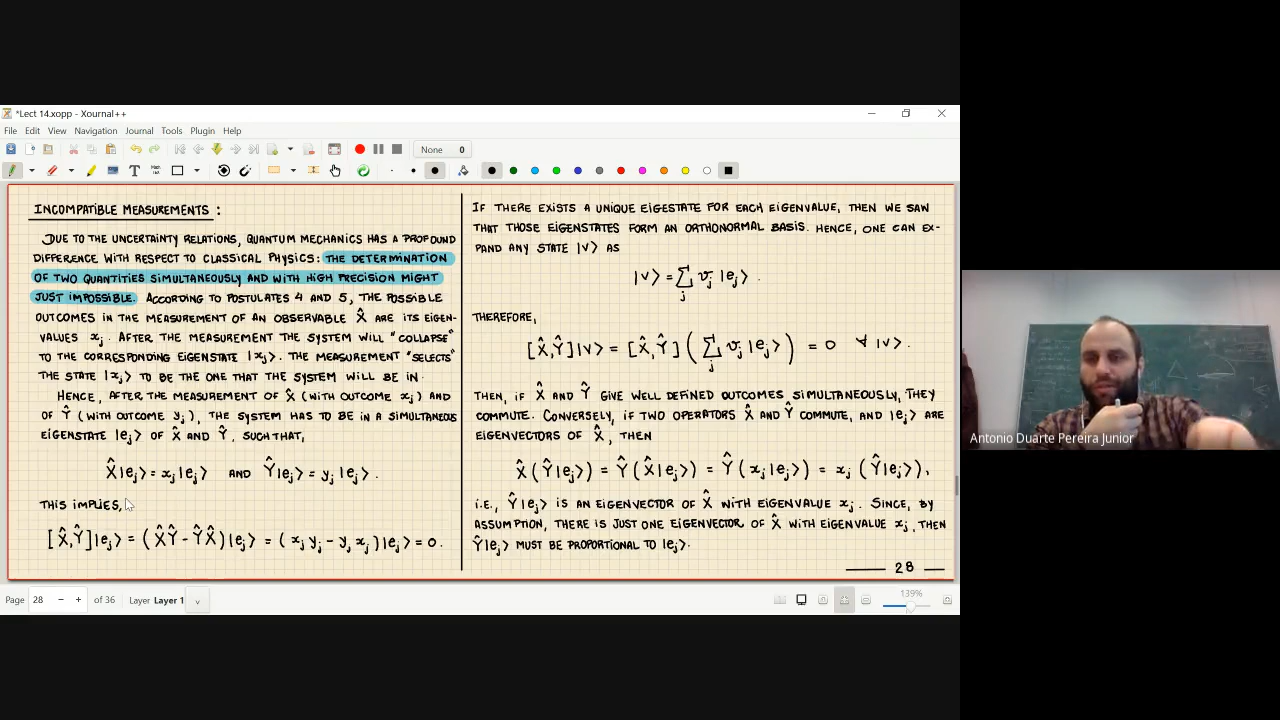 *Lect 14.xopp - Xournal++
File Edit View Navigation Journal Tools Plugin Help
None 0
INCOMPATIBLE MEASUREMENTS :
DUE TO THE UNCERTAINTY RELATIONS, QUANTUM MECHANICS HAS A PROFOUND
DIFFERENCE WITH RESPECT TO CLASSICAL PHYSICS: THE DETERMINATION
OF TWO QUANTITIES SIMULTANEOUSLY AND WITH HIGH PRECISION MIGHT
JUST IMPOSSIBLE. ACCORDING TO POSTULATES 4 AND 5, THE POSSIBLE
OUTCOMES IN THE MEASUREMENT OF AN OBSERVABLE X̂ ARE ITS EIGEN-
VALUES xⱼ. AFTER THE MEASUREMENT THE SYSTEM WILL "COLLAPSE"
TO THE CORRESPONDING EIGENSTATE |xⱼ⟩. THE MEASUREMENT "SELECTS"
THE STATE |xⱼ⟩ TO BE THE ONE THAT THE SYSTEM WILL BE IN.
HENCE, AFTER THE MEASUREMENT OF X̂ (WITH OUTCOME xⱼ) AND
OF Ŷ (WITH OUTCOME yⱼ), THE SYSTEM HAS TO BE IN A SIMULTANEOUS
EIGENSTATE |eⱼ⟩ OF X̂ AND Ŷ, SUCH THAT,
X̂|eⱼ⟩ = xⱼ|eⱼ⟩ AND Ŷ|eⱼ⟩ = yⱼ|eⱼ⟩ .
THIS IMPLIES,
[X̂,Ŷ]|eⱼ⟩ = (X̂Ŷ - ŶX̂)|eⱼ⟩ = (xⱼyⱼ - yⱼxⱼ)|eⱼ⟩ = 0.
IF THERE EXISTS A UNIQUE EIGESTATE FOR EACH EIGENVALUE, THEN WE SAW
THAT THOSE EIGENSTATES FORM AN ORTHONORMAL BASIS. HENCE, ONE CAN EX-
PAND ANY STATE |v⟩ AS
|v⟩ = ∑ⱼ vⱼ |eⱼ⟩ .
THEREFORE,
[X̂,Ŷ]|v⟩ = [X̂,Ŷ] (∑ⱼ vⱼ|eⱼ⟩) = 0 ∀ |v⟩.
THEN, IF X̂ AND Ŷ GIVE WELL DEFINED OUTCOMES SIMULTANEOUSLY, THEY
COMMUTE. CONVERSELY, IF TWO OPERATORS X̂ AND Ŷ COMMUTE, AND |eⱼ⟩ ARE
EIGENVECTORS OF X̂, THEN
X̂(Ŷ|eⱼ⟩) = Ŷ(X̂|eⱼ⟩) = Ŷ(xⱼ|eⱼ⟩) = xⱼ(Ŷ|eⱼ⟩),
i.E., Ŷ|eⱼ⟩ IS AN EIGENVECTOR OF X̂ WITH EIGENVALUE xⱼ. SINCE, BY
ASSUMPTION, THERE IS JUST ONE EIGENVECTOR OF X̂ WITH EIGENVALUE xⱼ, THEN
Ŷ|eⱼ⟩ MUST BE PROPORTIONAL TO |eⱼ⟩.
28
Page 28 of 36 Layer Layer 1
139%
Antonio Duarte Pereira Junior